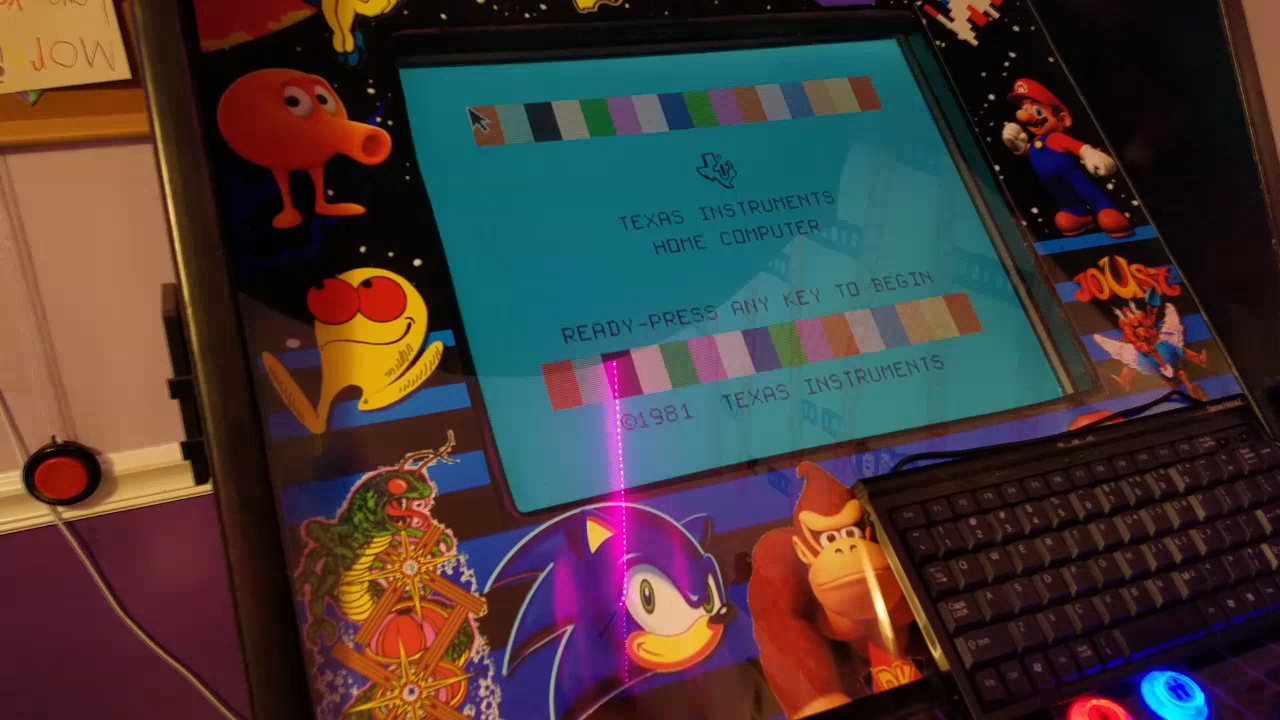 TEXAS INSTRUMENTS
HOME COMPUTER
READY-PRESS ANY KEY TO BEGIN
©1981 TEXAS INSTRUMENTS
JOUST